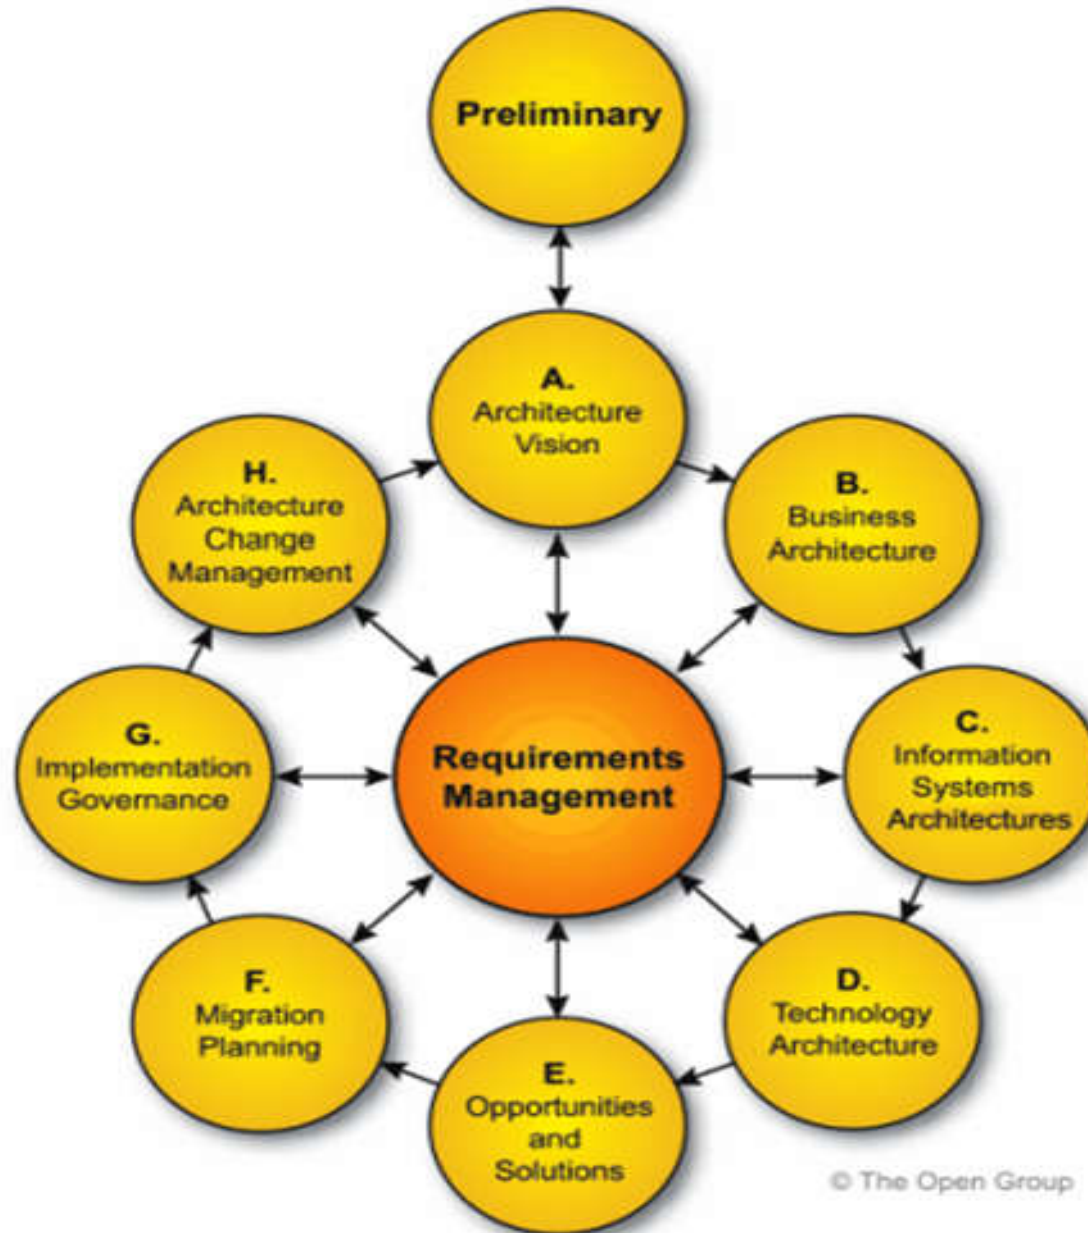 Preliminary
A.
Architecture
Vision
B.
Business
Architecture
C.
Information
Systems
Architectures
D.
Technology
Architecture
E.
Opportunities
and
Solutions
F.
Migration
Planning
G.
Implementation
Governance
H.
Architecture
Change
Management
Requirements
Management
© The Open Group